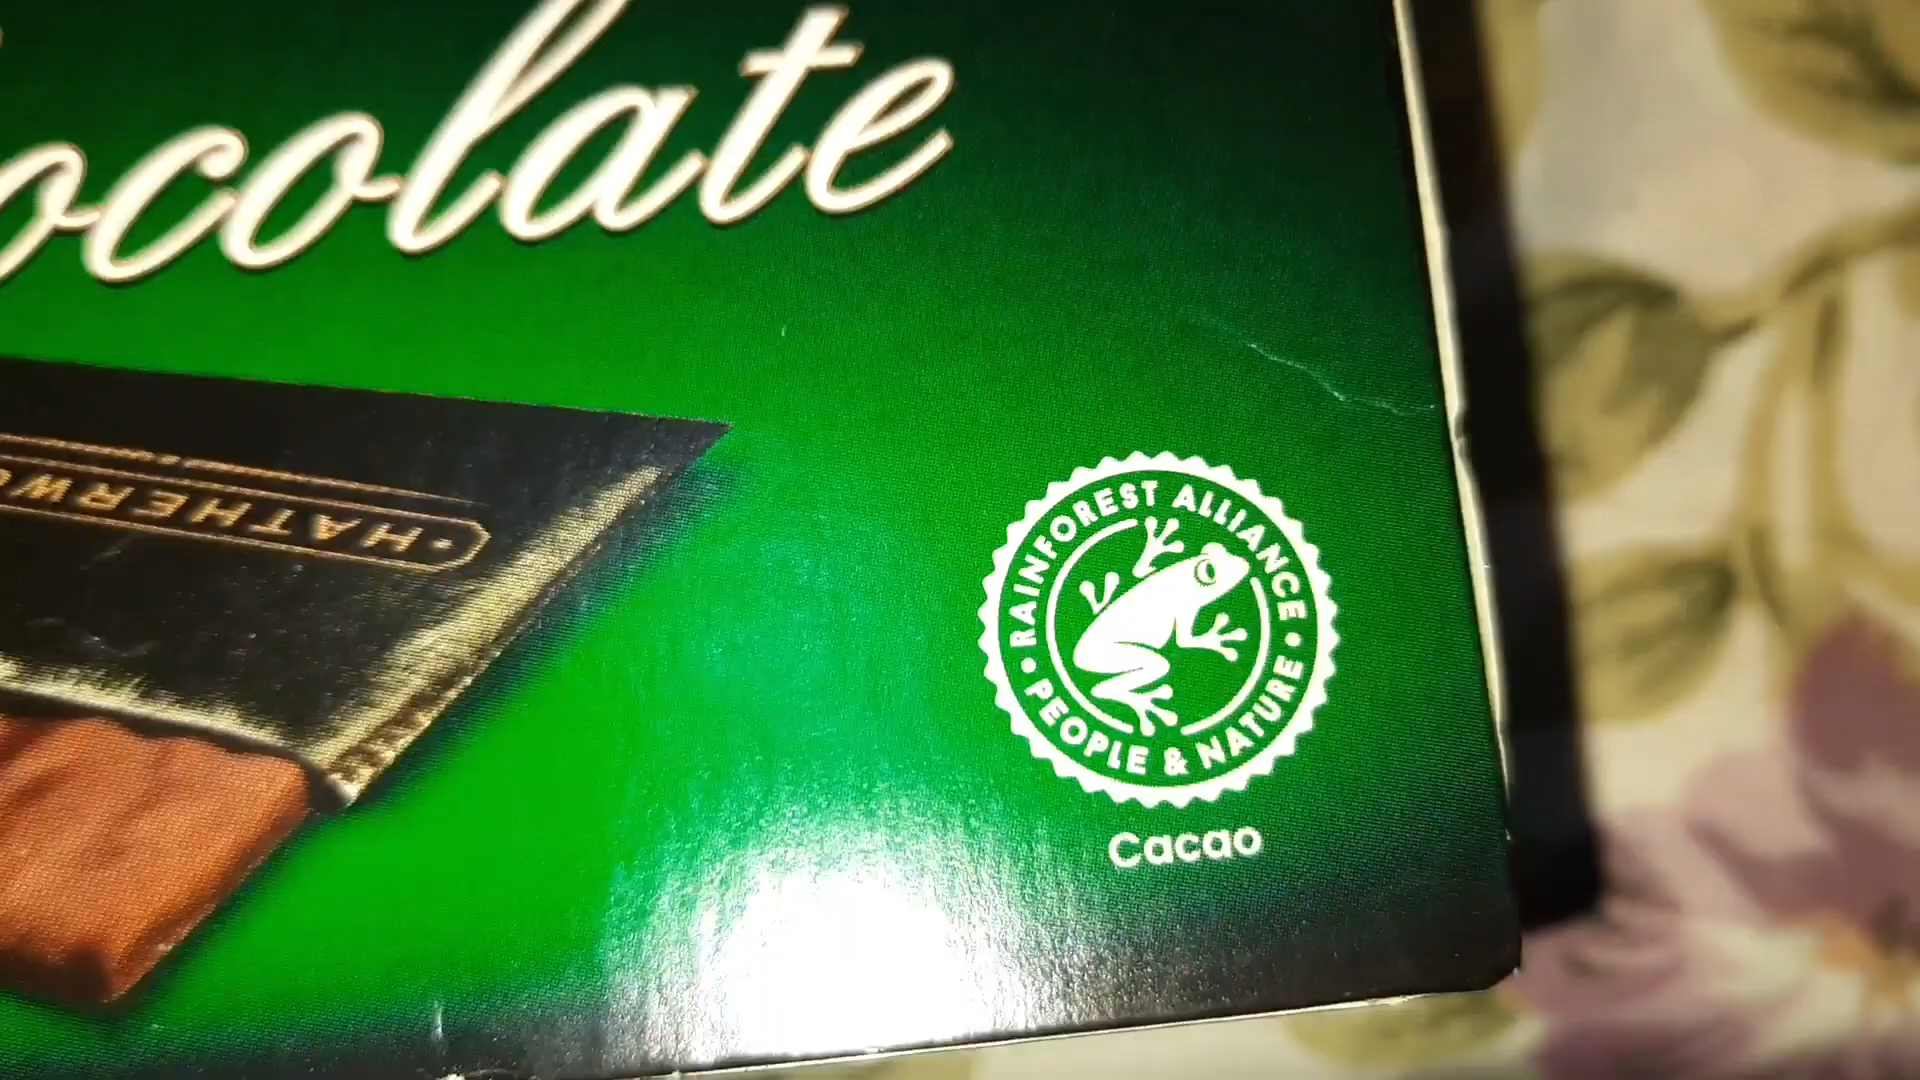 ocolate
HATHERW
RAINFOREST ALLIANCE
PEOPLE & NATURE
Cacao